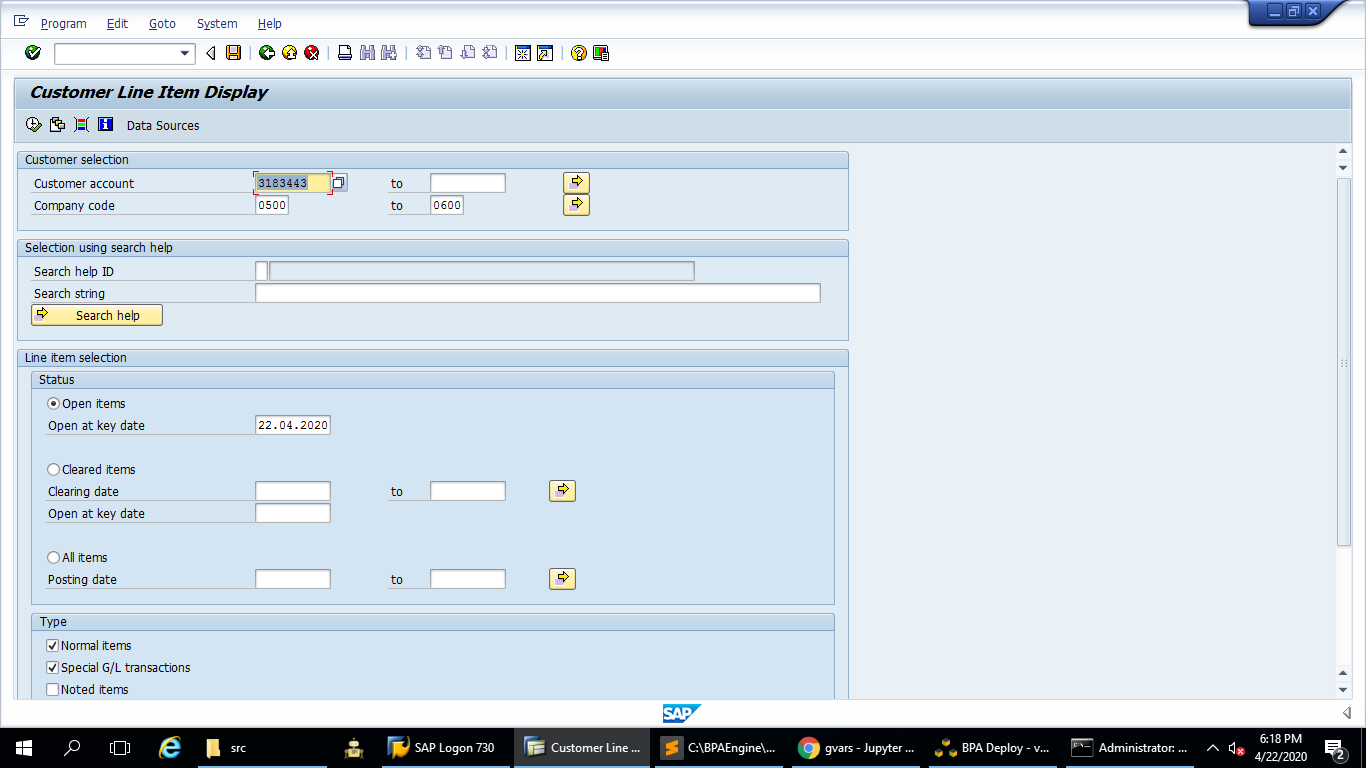 Program Edit Goto System Help
Customer Line Item Display
Data Sources
Customer selection
Customer account 3183443 to
Company code 0500 to 0600
Selection using search help
Search help ID
Search string
Search help
Line item selection
Status
Open items
Open at key date 22.04.2020
Cleared items
Clearing date to
Open at key date
All items
Posting date to
Type
Normal items
Special G/L transactions
Noted items
SAP
src SAP Logon 730 Customer Line ... C:\BPAEngine\... gvars - Jupyter ... BPA Deploy - v... Administrator: ... 6:18 PM
4/22/2020
2